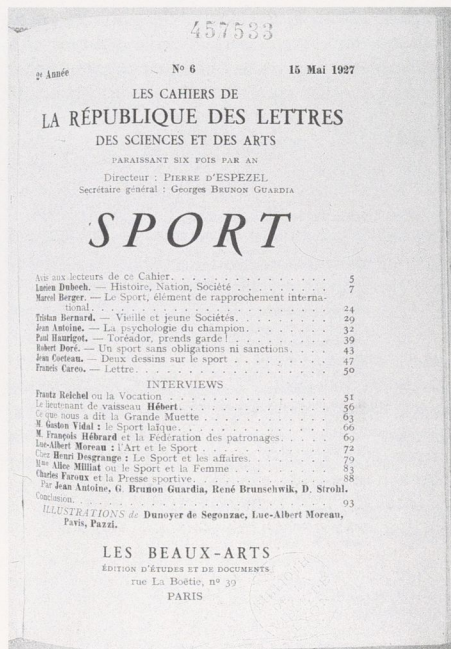 457533
2e Année No 6 15 Mai 1927
LES CAHIERS DE
LA RÉPUBLIQUE DES LETTRES
DES SCIENCES ET DES ARTS
PARAISSANT SIX FOIS PAR AN
Directeur : PIERRE D'ESPEZEL
Secrétaire général : GEORGES BRUNON GUARDIA
SPORT
Avis aux lecteurs de ce Cahier. . . . . . . . . . . . . . . 5
Lucien Dubech. — Histoire, Nation, Société . . . . . . . . 7
Marcel Berger. — Le Sport, élément de rapprochement interna-
tional. . . . . . . . . . . . . . . . . . . . . 24
Tristan Bernard. — Vieille et jeune Sociétés. . . . . . . . 29
Jean Antoine. — La psychologie du champion. . . . . . . 32
Paul Haurigot. — Toréador, prends garde ! . . . . . . . . 39
Robert Doré. — Un sport sans obligations ni sanctions. . . . 43
Jean Cocteau. — Deux dessins sur le sport . . . . . . . . 47
Francis Carco. — Lettre. . . . . . . . . . . . . . . . . 50
INTERVIEWS
Frantz Reichel ou la Vocation . . . . . . . . . . . . . . 51
Le lieutenant de vaisseau Hébert. . . . . . . . . . . . . 56
Ce que nous a dit la Grande Muette . . . . . . . . . . . 63
M. Gaston Vidal : le Sport laïque. . . . . . . . . . . . . 66
M. François Hébrard et la Fédération des patronages. . . . . 69
Luc-Albert Moreau : l'Art et le Sport . . . . . . . . . . . 72
Chez Henri Desgrange : Le Sport et les affaires. . . . . . . 79
Mme Alice Milliat ou le Sport et la Femme . . . . . . . . 83
Charles Faroux et la Presse sportive. . . . . . . . . . . . 88
Par Jean Antoine, G. Brunon Guardia, René Brunschwik, D. Strohl.
Conclusion. . . . . . . . . . . . . . . . . . . . . . . 93
ILLUSTRATIONS de Dunoyer de Segonzac, Luc-Albert Moreau,
Pavis, Pazzi.
LES BEAUX-ARTS
ÉDITION D'ÉTUDES ET DE DOCUMENTS
rue La Boëtie, no 39
PARIS